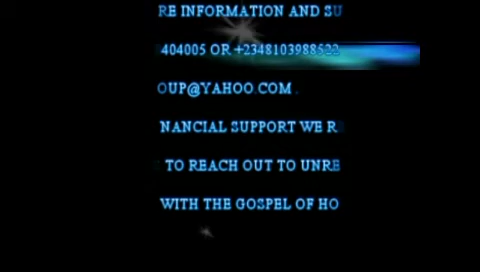 RE INFORMATION AND SU
404005 OR +2348103988522
OUP@YAHOO.COM .
NANCIAL SUPPORT WE R
TO REACH OUT TO UNRE
WITH THE GOSPEL OF HO